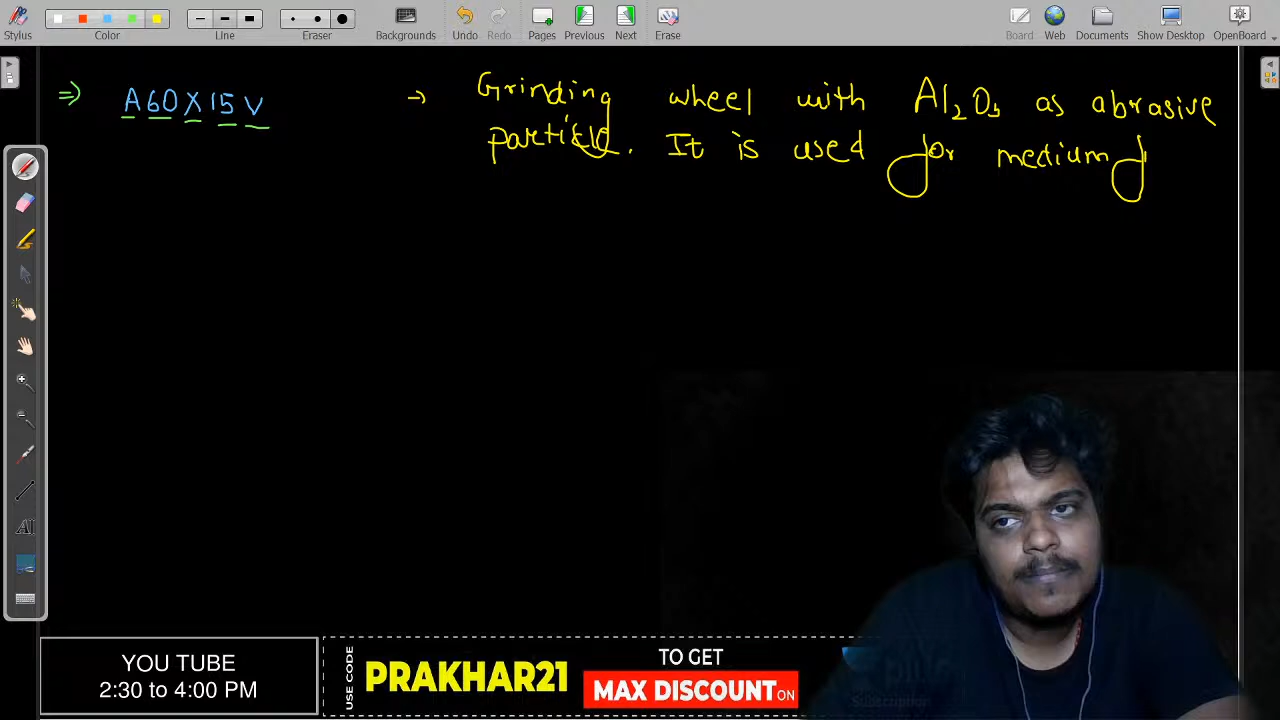 Stylus
Color
Line
Eraser
Backgrounds
Undo
Redo
Pages
Previous
Next
Erase
Board
Web
Documents
Show Desktop
OpenBoard
⇒ A60X15V → Grinding wheel with Al2O3 as abrasive
particle. It is used for medium
YOU TUBE
2:30 to 4:00 PM
USE CODE
PRAKHAR21
TO GET
MAX DISCOUNT ON
Subscription